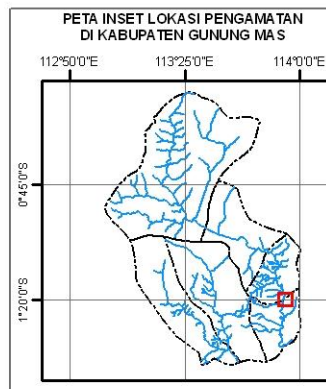 PETA INSET LOKASI PENGAMATAN
DI KABUPATEN GUNUNG MAS
112°50'0"E 113°25'0"E 114°0'0"E
0°45'0"S
1°20'0"S